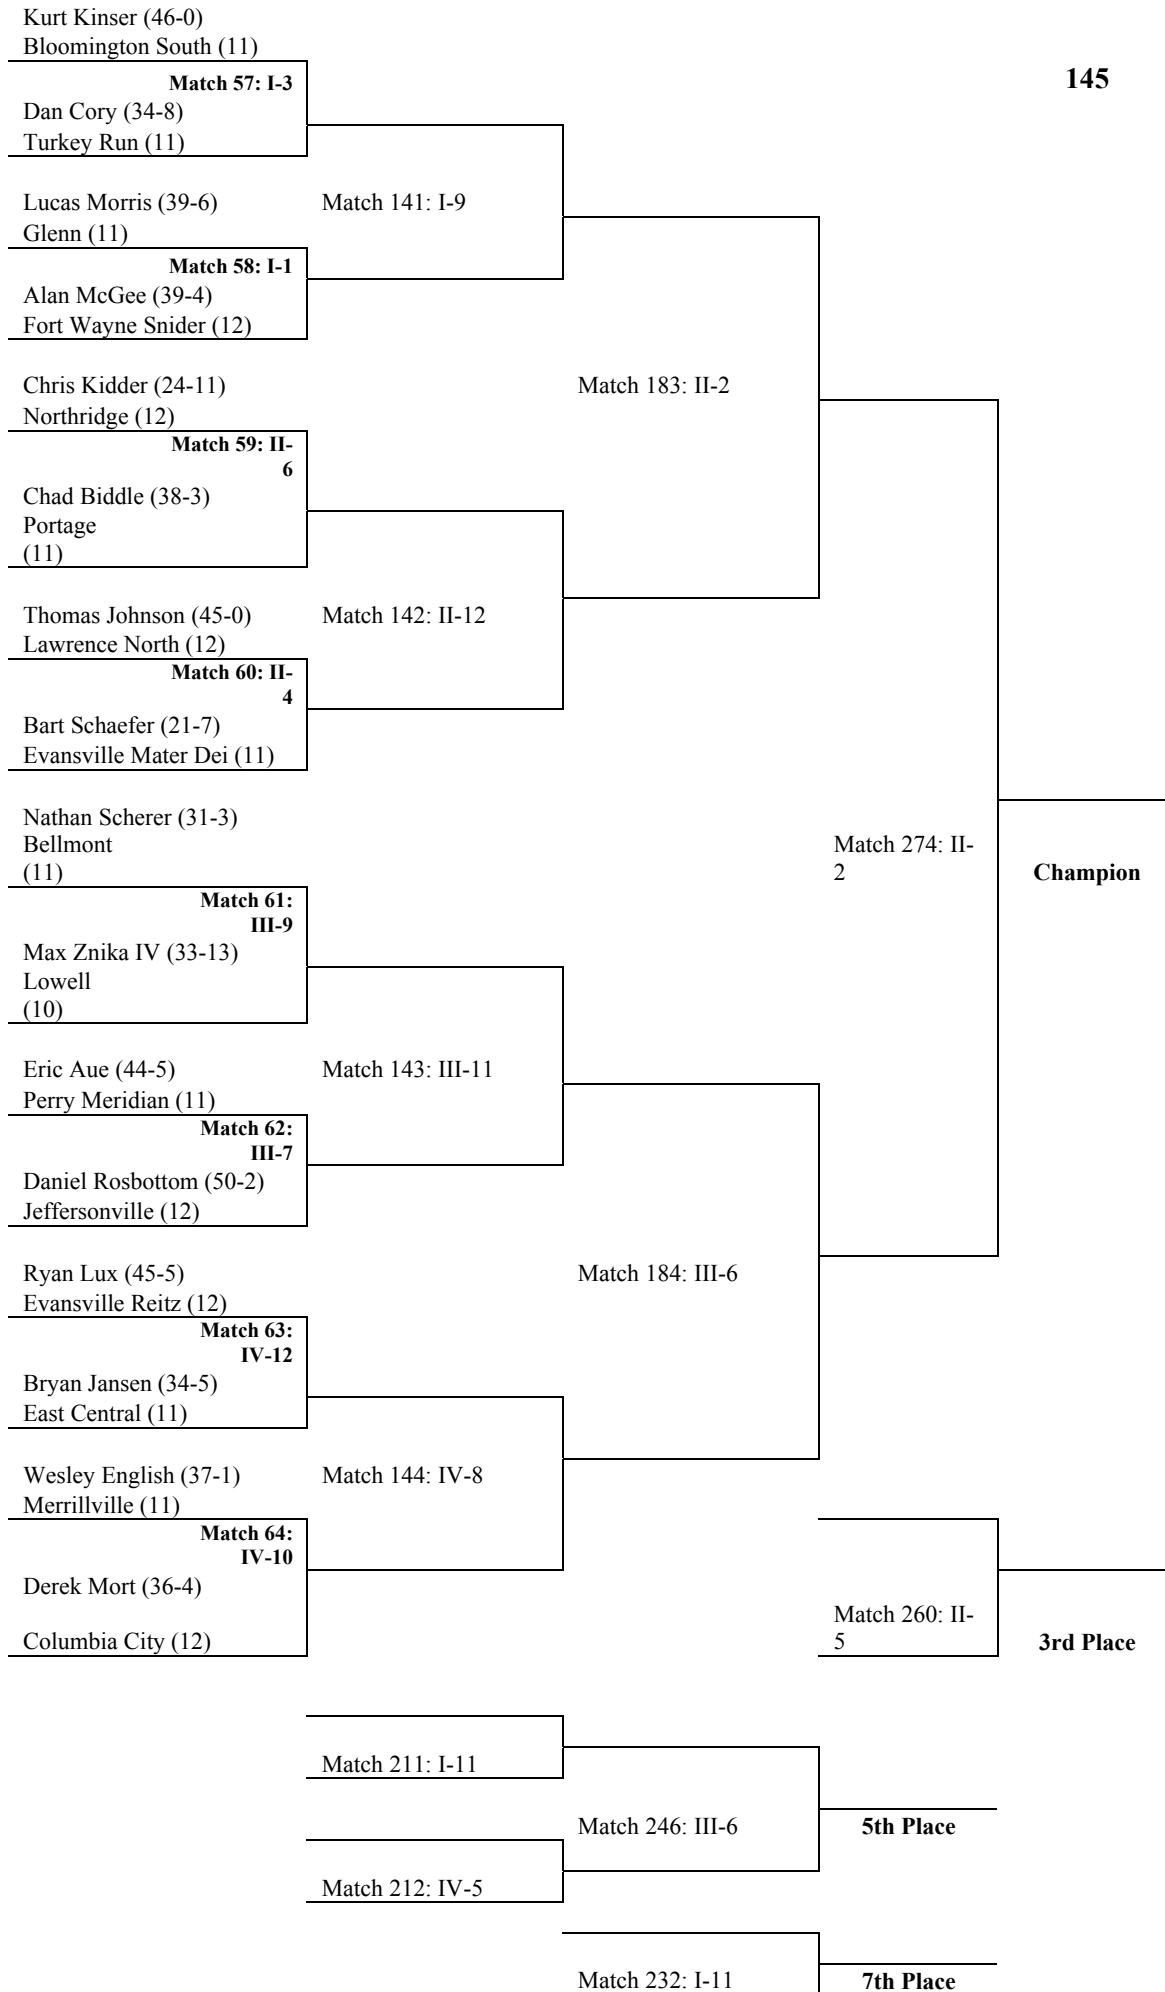 Kurt Kinser (46-0)
Bloomington South (11)
Match 57: I-3
145
Dan Cory (34-8)
Turkey Run (11)
Lucas Morris (39-6)
Match 141: I-9
Glenn (11)
Match 58: I-1
Alan McGee (39-4)
Fort Wayne Snider (12)
Chris Kidder (24-11)
Match 183: II-2
Northridge (12)
Match 59: II-
6
Chad Biddle (38-3)
Portage
(11)
Thomas Johnson (45-0)
Match 142: II-12
Lawrence North (12)
Match 60: II-
4
Bart Schaefer (21-7)
Evansville Mater Dei (11)
Nathan Scherer (31-3)
Bellmont
(11)
Match 274: II-
2
Champion
Match 61:
III-9
Max Znika IV (33-13)
Lowell
(10)
Eric Aue (44-5)
Match 143: III-11
Perry Meridian (11)
Match 62:
III-7
Daniel Rosbottom (50-2)
Jeffersonville (12)
Ryan Lux (45-5)
Match 184: III-6
Evansville Reitz (12)
Match 63:
IV-12
Bryan Jansen (34-5)
East Central (11)
Wesley English (37-1)
Match 144: IV-8
Merrillville (11)
Match 64:
IV-10
Derek Mort (36-4)
Columbia City (12)
Match 260: II-
5
3rd Place
Match 211: I-11
Match 246: III-6
5th Place
Match 212: IV-5
Match 232: I-11
7th Place